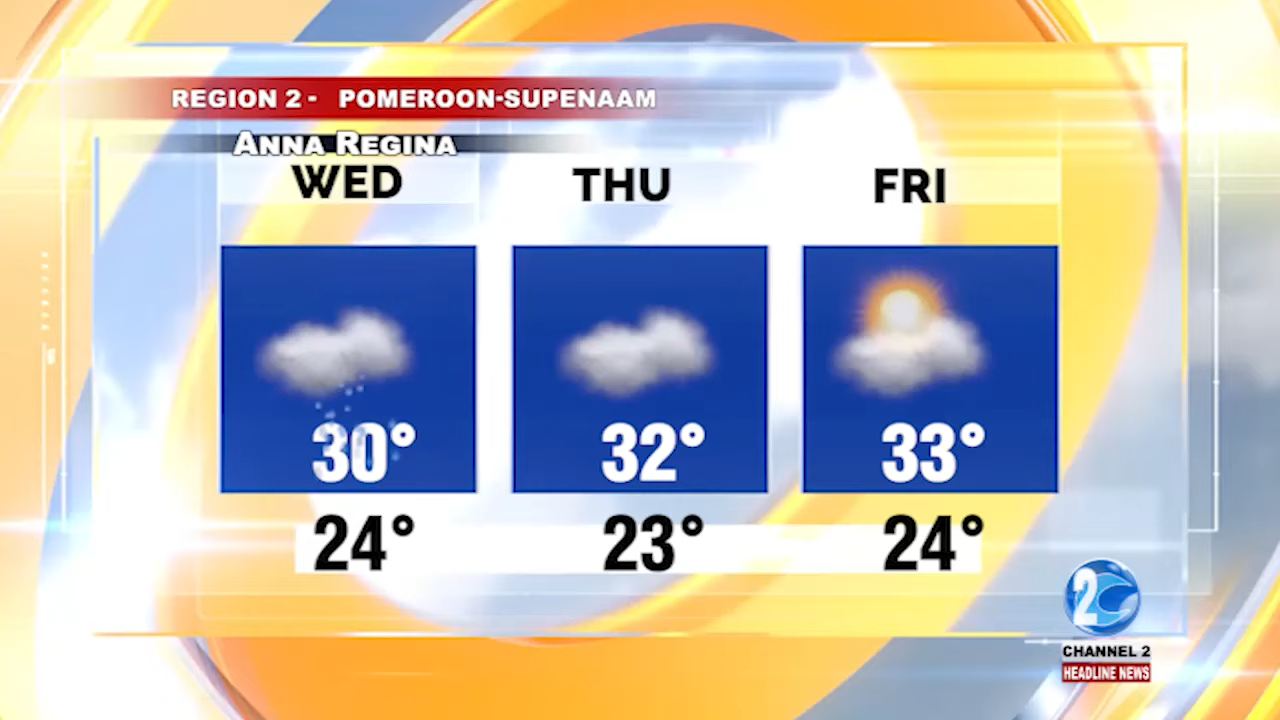 REGION 2 - POMEROON-SUPENAAM
ANNA REGINA
WED THU FRI
30° 32° 33°
24° 23° 24°
2
CHANNEL 2
HEADLINE NEWS